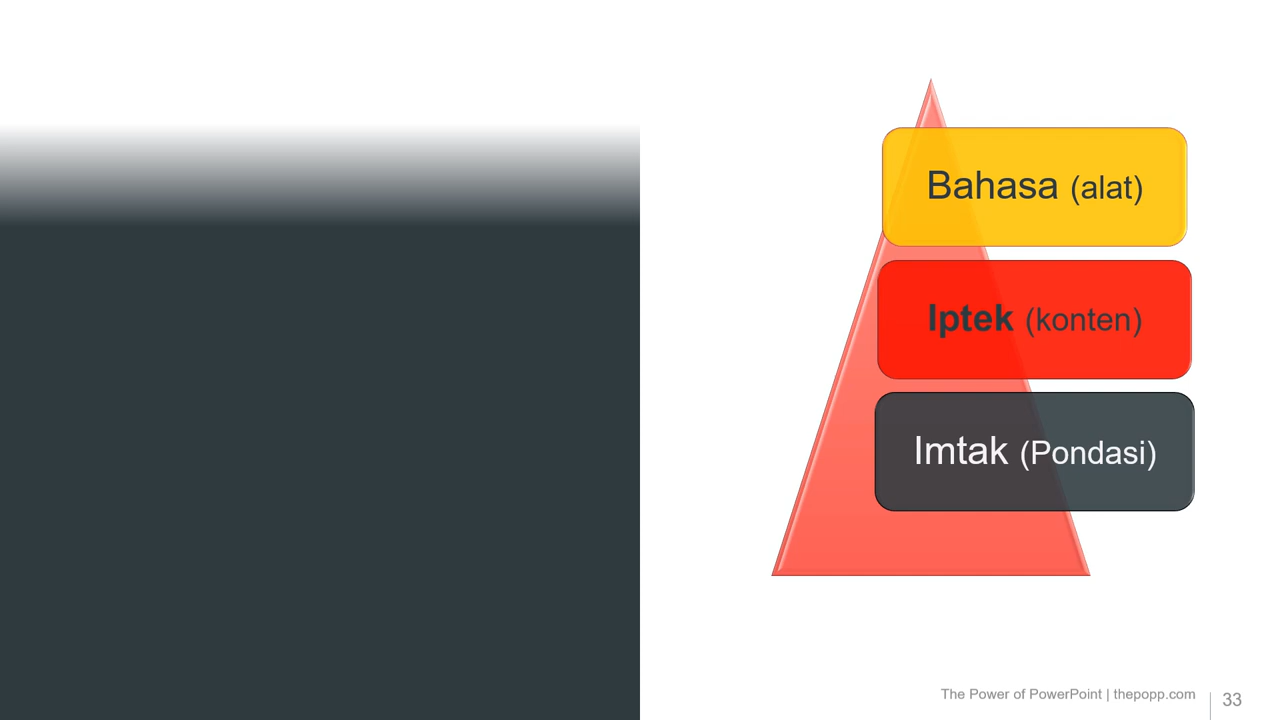 Bahasa (alat)
Iptek (konten)
Imtak (Pondasi)
The Power of PowerPoint | thepopp.com
33